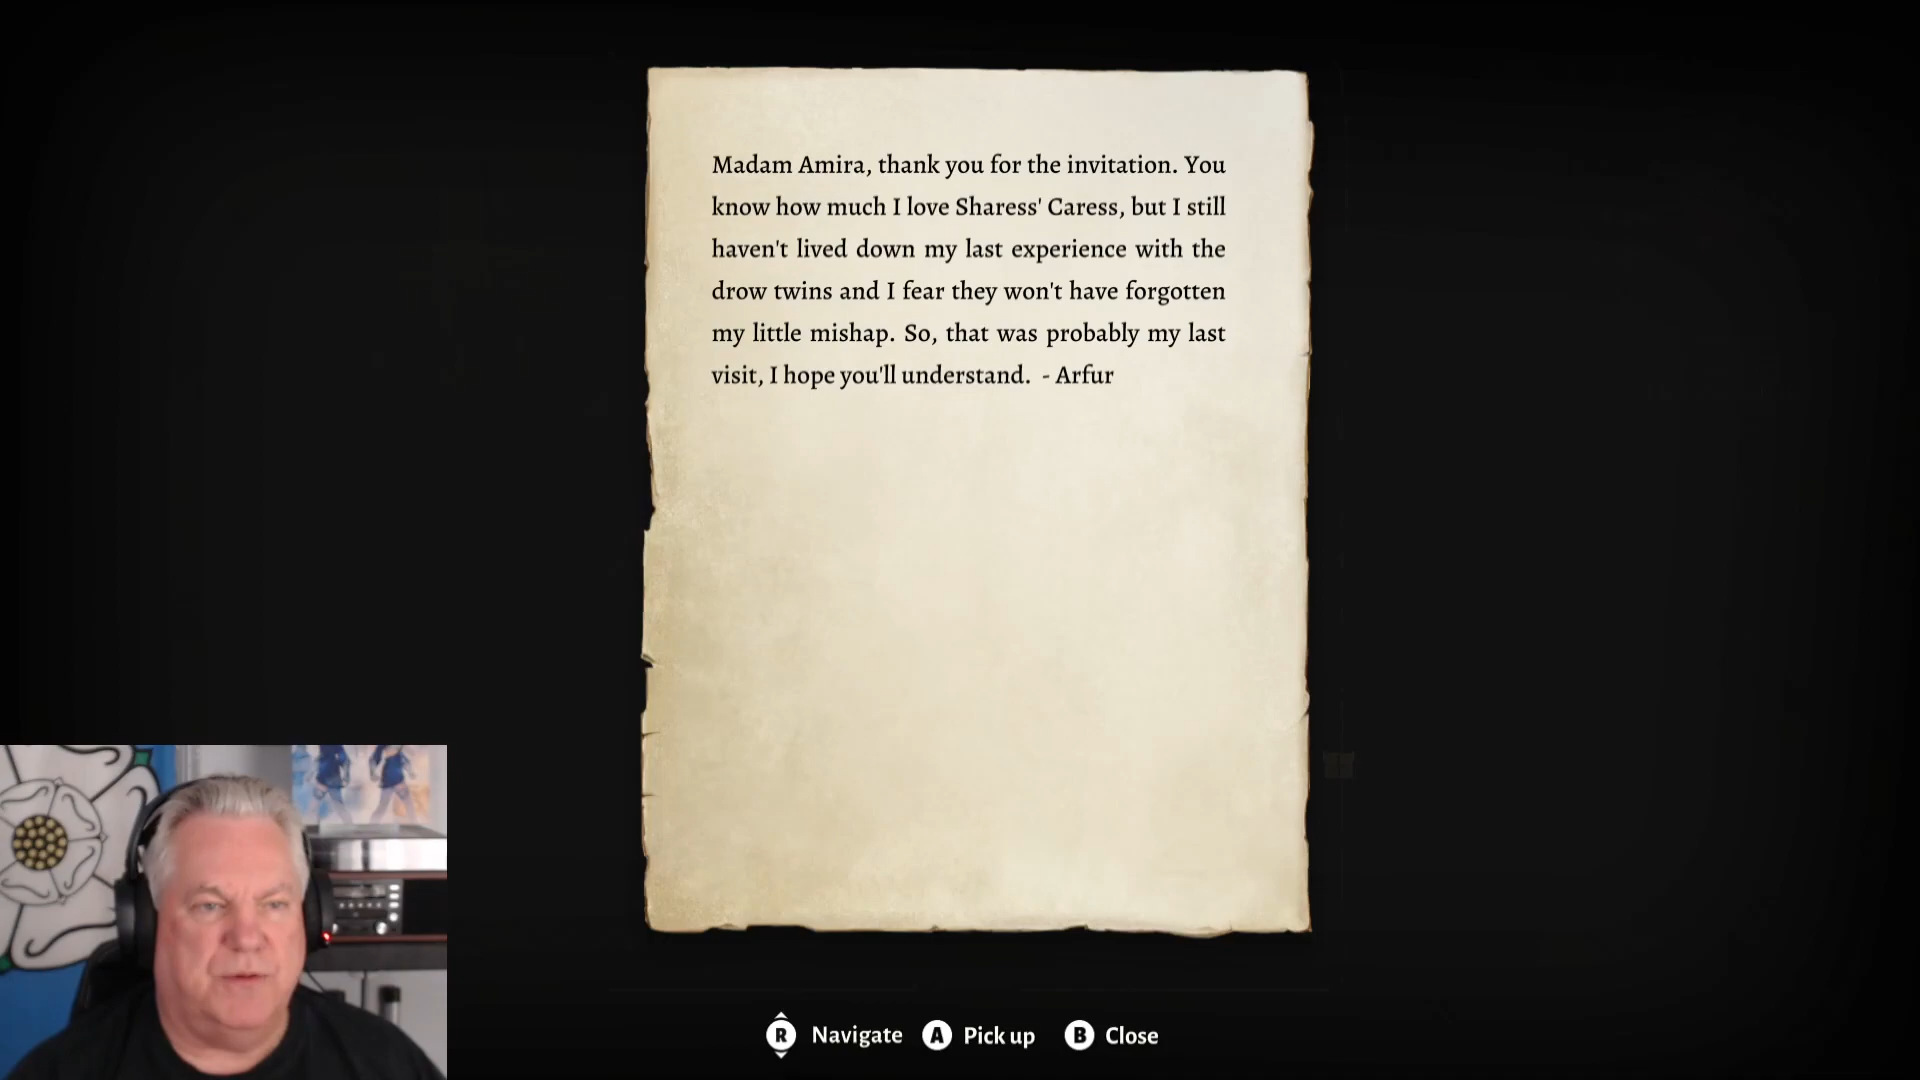 Madam Amira, thank you for the invitation. You
know how much I love Sharess' Caress, but I still
haven't lived down my last experience with the
drow twins and I fear they won't have forgotten
my little mishap. So, that was probably my last
visit, I hope you'll understand.  - Arfur
R Navigate A Pick up B Close